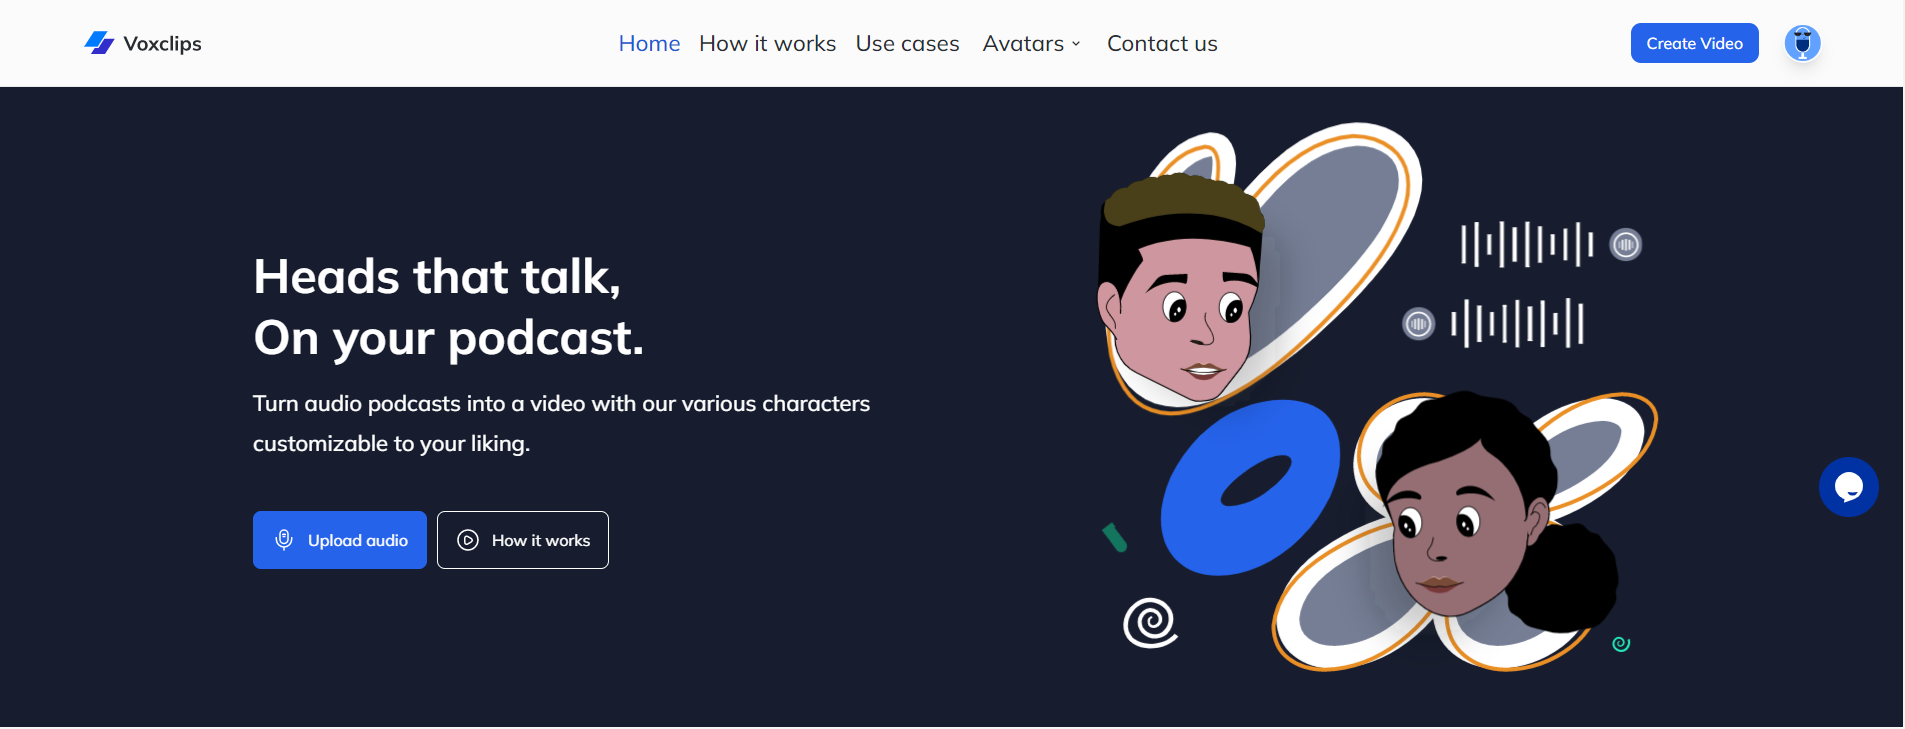 Voxclips
Home How it works Use cases Avatars Contact us
Create Video
Heads that talk,
On your podcast.
Turn audio podcasts into a video with our various characters
customizable to your liking.
Upload audio
How it works